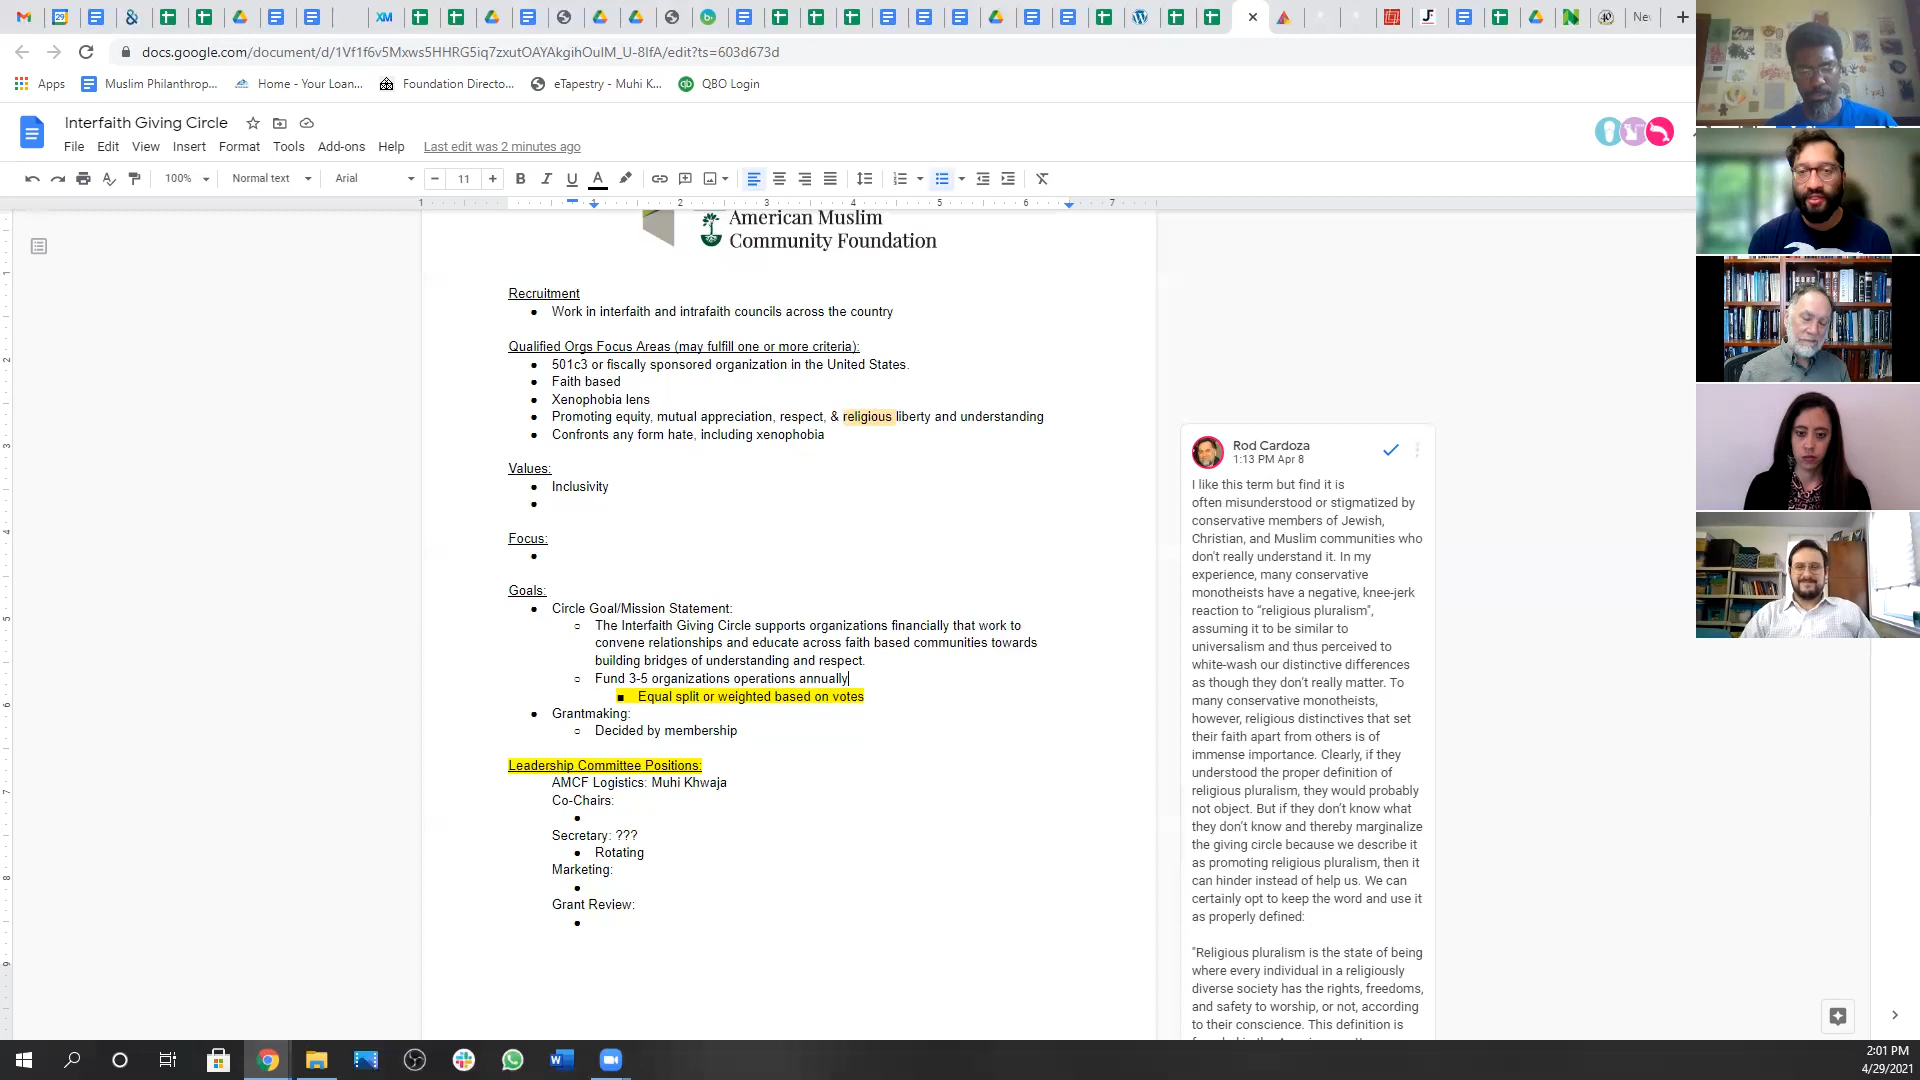 29
XM
Ne
docs.google.com/document/d/1Vf1f6v5Mxws5HHRG5iq7zxutOAYAkgihOulM_U-8IfA/edit?ts=603d673d
Apps Muslim Philanthrop... Home - Your Loan... Foundation Directo... eTapestry - Muhi K... QBO Login
Interfaith Giving Circle
File Edit View Insert Format Tools Add-ons Help Last edit was 2 minutes ago
100% Normal text Arial 11
1 1 2 3 4 5 6 7
American Muslim
Community Foundation
Recruitment
Work in interfaith and intrafaith councils across the country
Qualified Orgs Focus Areas (may fulfill one or more criteria):
501c3 or fiscally sponsored organization in the United States.
Faith based
Xenophobia lens
Promoting equity, mutual appreciation, respect, & religious liberty and understanding
Confronts any form hate, including xenophobia
Values:
Inclusivity
Focus:
Goals:
Circle Goal/Mission Statement:
The Interfaith Giving Circle supports organizations financially that work to
convene relationships and educate across faith based communities towards
building bridges of understanding and respect.
Fund 3-5 organizations operations annually
Equal split or weighted based on votes
Grantmaking:
Decided by membership
Leadership Committee Positions:
AMCF Logistics: Muhi Khwaja
Co-Chairs:
Secretary: ???
Rotating
Marketing:
Grant Review:
Rod Cardoza
1:13 PM Apr 8
I like this term but find it is
often misunderstood or stigmatized by
conservative members of Jewish,
Christian, and Muslim communities who
don't really understand it. In my
experience, many conservative
monotheists have a negative, knee-jerk
reaction to “religious pluralism",
assuming it to be similar to
universalism and thus perceived to
white-wash our distinctive differences
as though they don’t really matter. To
many conservative monotheists,
however, religious distinctives that set
their faith apart from others is of
immense importance. Clearly, if they
understood the proper definition of
religious pluralism, they would probably
not object. But if they don’t know what
they don’t know and thereby marginalize
the giving circle because we describe it
as promoting religious pluralism, then it
can hinder instead of help us. We can
certainly opt to keep the word and use it
as properly defined:
"Religious pluralism is the state of being
where every individual in a religiously
diverse society has the rights, freedoms,
and safety to worship, or not, according
to their conscience. This definition is
2:01 PM
4/29/2021